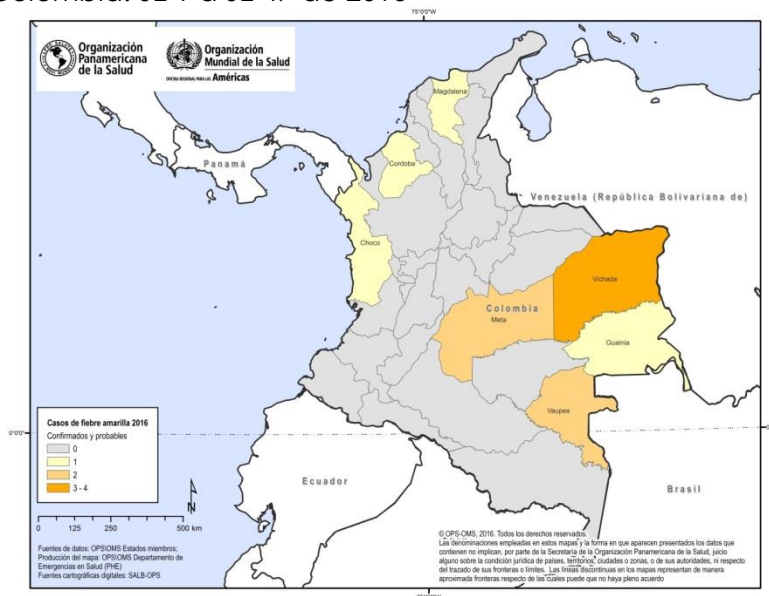 75°0'0"W
Organización
Panamericana
de la Salud
Organización
Mundial de la Salud
OFICINA REGIONAL PARA LAS Américas
Magdalena
Cordoba
Panamá
Venezuela (República Bolivariana de)
Choco
Vichada
Colombia
Meta
Guainia
Vaupes
Casos de fiebre amarilla 2016
Confirmados y probables
0
1
2
3 - 4
0°0'0"
Ecuador
Brasil
N
0 125 250 500 km
Fuentes de datos: OPS\OMS Estados miembros;
Producción del mapa: OPS\OMS Departamento de
Emergencias en Salud (PHE)
Fuentes cartográficas digitales: SALB-OPS
© OPS-OMS, 2016. Todos los derechos reservados.
Las denominaciones empleadas en estos mapas y la forma en que aparecen presentados los datos que
contienen no implican, por parte de la Secretaría de la Organización Panamericana de la Salud, juicio
alguno sobre la condición jurídica de países, territorios, ciudades o zonas, o de sus autoridades, ni respecto
del trazado de sus fronteras o límites. Las líneas discontinuas en los mapas representan de manera
aproximada fronteras respecto de las cuales puede que no haya pleno acuerdo